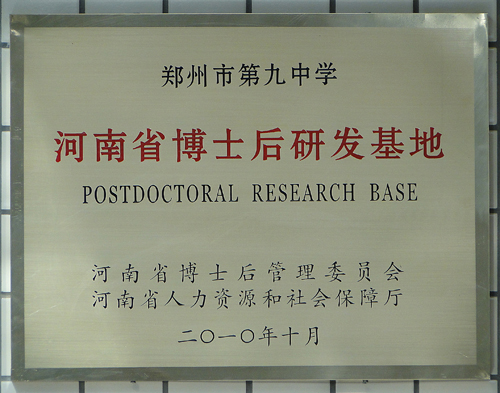 郑州市第九中学
河南省博士后研发基地
POSTDOCTORAL RESEARCH BASE
河南省博士后管理委员会
河南省人力资源和社会保障厅
二〇一〇年十月